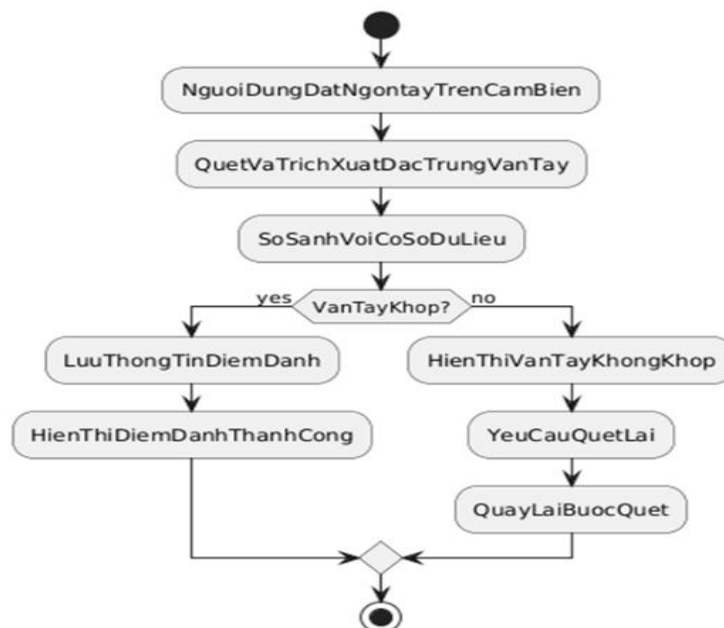 NguoiDungDatNgontayTrenCamBien
QuetVaTrichXuatDacTrungVanTay
SoSanhVoiCoSoDuLieu
yes
VanTayKhop?
no
LuuThongTinDiemDanh
HienThiVanTayKhongKhop
HienThiDiemDanhThanhCong
YeuCauQuetLai
QuayLaiBuocQuet